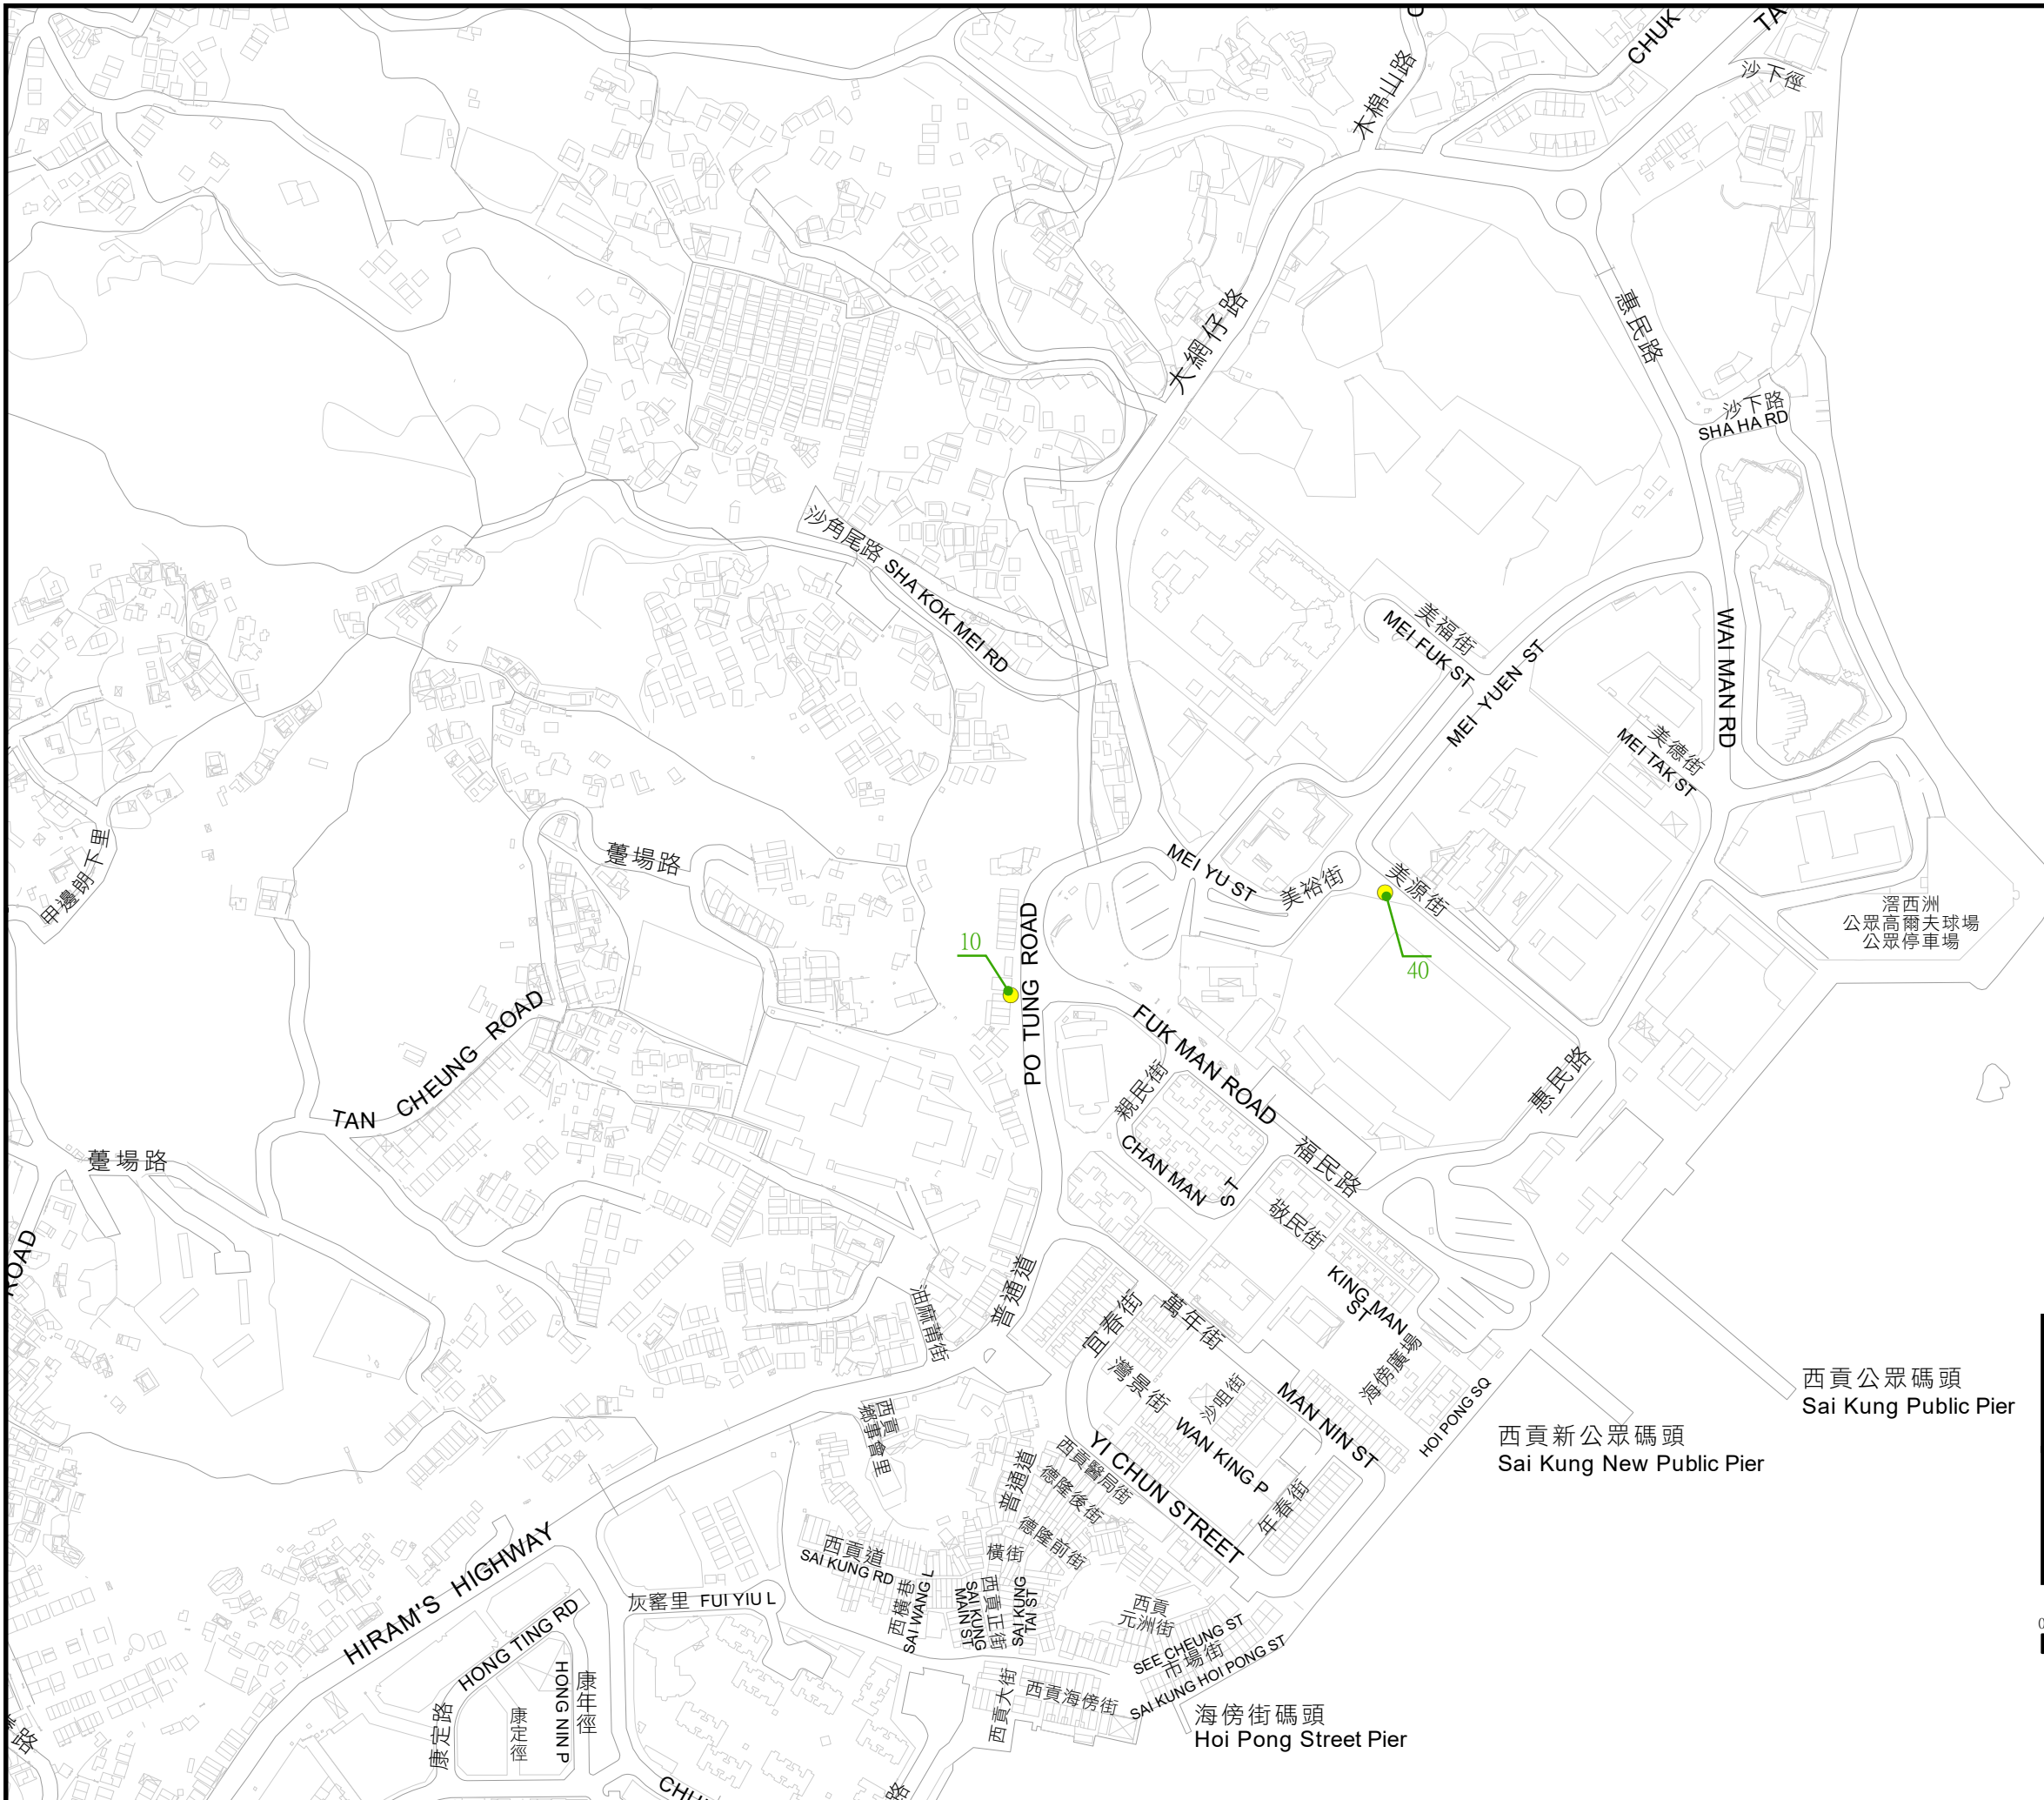 CHUK
TA
沙下徑
木棉山路
惠民路
大網仔路
沙下路
SHA HA RD
沙角尾路 SHA KOK MEI RD
美福街
MEI FUK ST
MEI YUEN ST
WAI MAN RD
美德街
MEI TAK ST
甲邊朗下里
躉場路
MEI YU ST
美裕街
美源街
滘西洲
公眾高爾夫球場
公眾停車場
10
40
PO TUNG ROAD
TAN CHEUNG ROAD
FUK MAN ROAD
福民路
惠民路
親民街
CHAN MAN ST
躉場路
ROAD
敬民街
KING MAN
ST
普通道
油麻莆街
宜春街
萬年街
灣景街
沙咀街
海傍廣場
MAN NIN ST
HOI PONG SQ
西貢公眾碼頭
Sai Kung Public Pier
西貢新公眾碼頭
Sai Kung New Public Pier
西貢
鄉事會里
WAN KING P
YI CHUN STREET
普通道
西貢醫局街
德隆後街
德隆前街
年春街
HIRAM'S HIGHWAY
西貢道
SAI KUNG RD
橫街
灰窰里 FUI YIU L
西橫巷
SAI WANG L
SAI KUNG
MAIN ST
西貢正街
SAI KUNG
TAI ST
西貢
元洲街
SEE CHEUNG ST
市場街
SAI KUNG HOI PONG ST
HONG TING RD
康定路
康定徑
HONG NIN P
康年徑
西貢大街
西貢海傍街
海傍街碼頭
Hoi Pong Street Pier
路
路
0